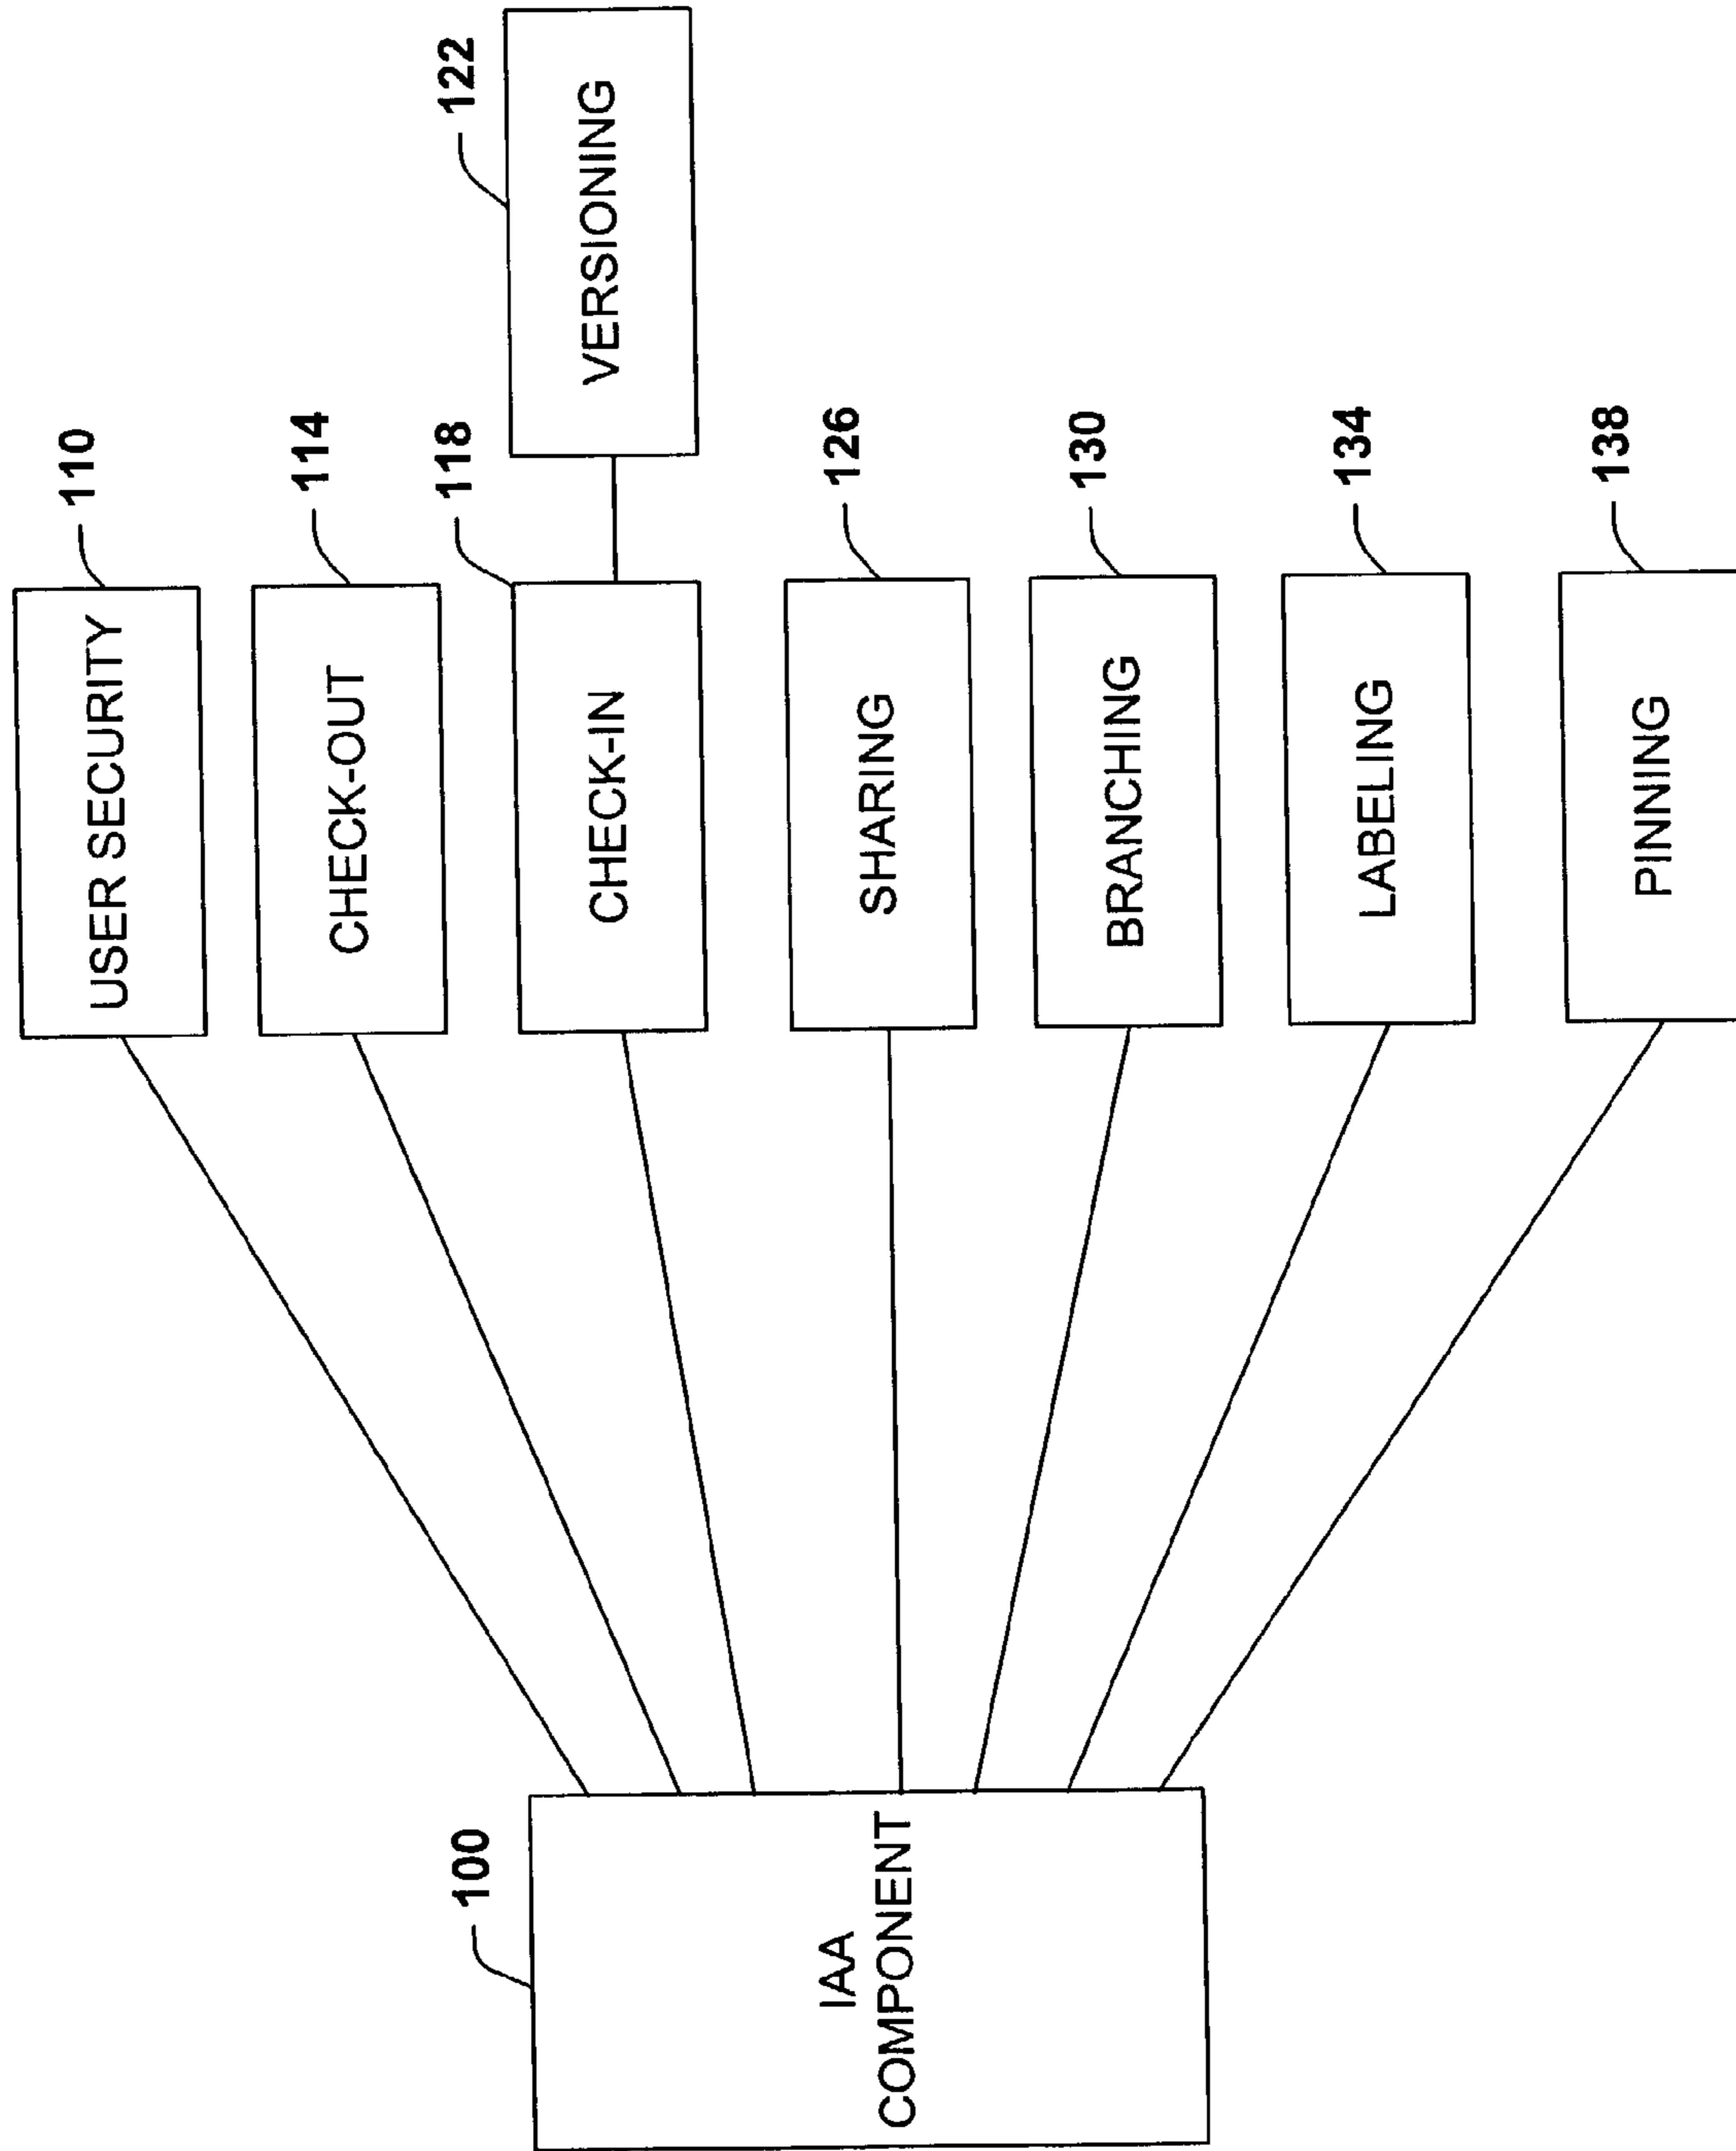 110
USER SECURITY
114
CHECK-OUT
118
CHECK-IN
122
VERSIONING
126
SHARING
130
BRANCHING
134
LABELING
138
PINNING
100
IAA
COMPONENT